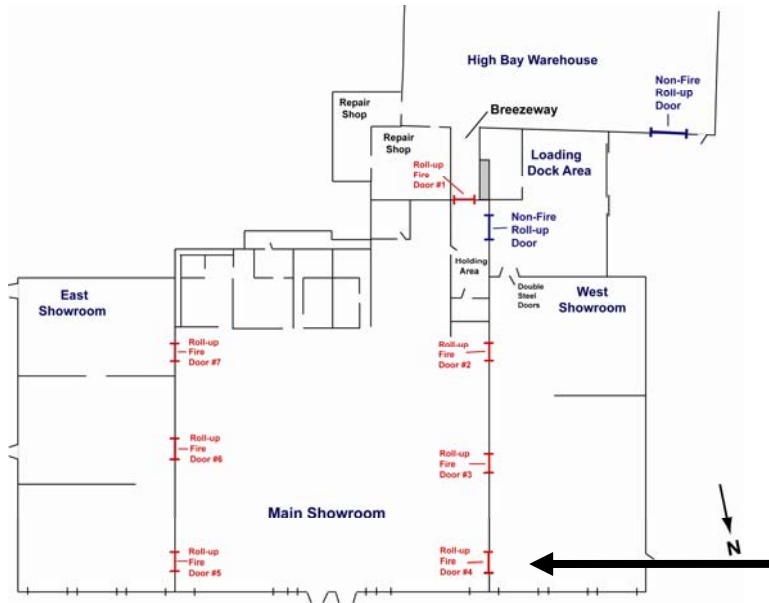 High Bay Warehouse
Non-Fire
Roll-up
Door
Repair
Shop
Breezeway
Repair
Shop
Roll-up
Fire
Door #1
Loading
Dock Area
Non-Fire
Roll-up
Door
Holding
Area
Double
Steel
Doors
East
Showroom
West
Showroom
Roll-up
Fire
Door #7
Roll-up
Fire
Door #2
Roll-up
Fire
Door #6
Roll-up
Fire
Door #3
Main Showroom
N
Roll-up
Fire
Door #5
Roll-up
Fire
Door #4